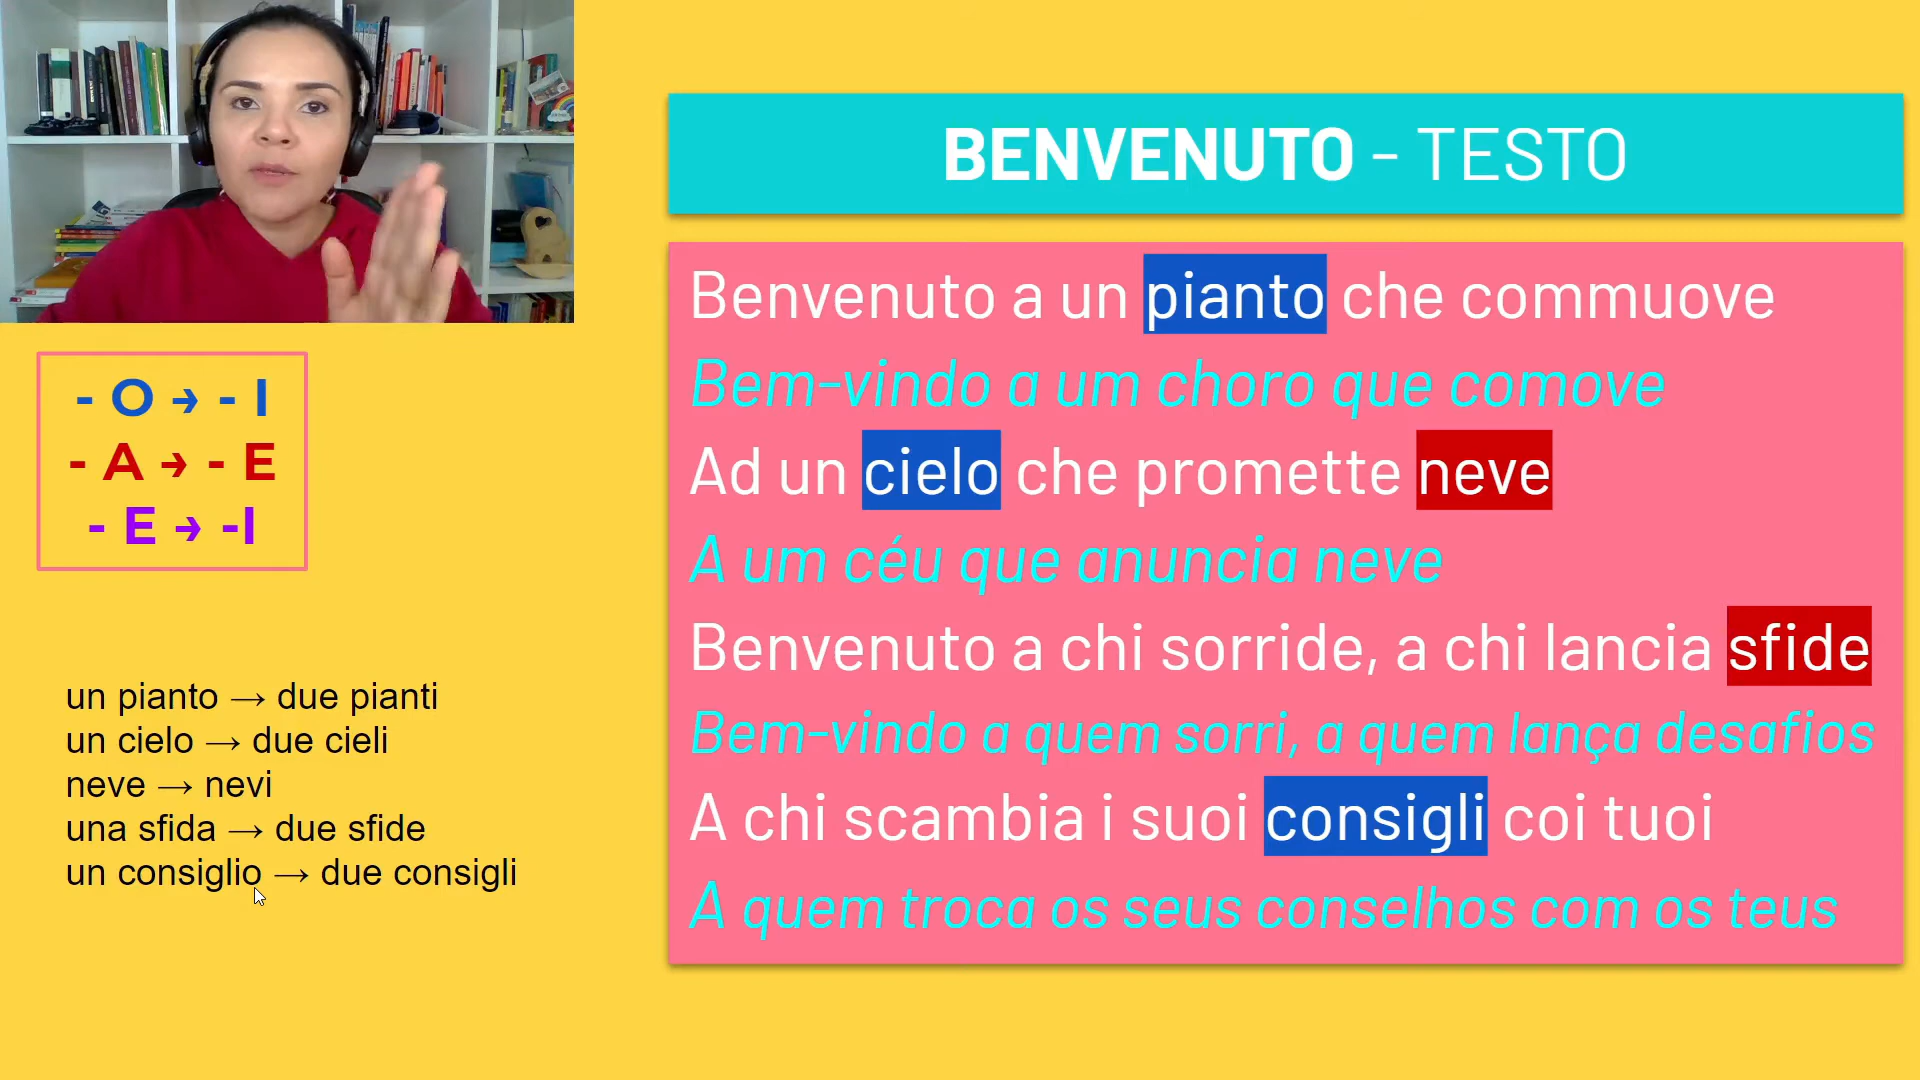 BENVENUTO - TESTO
- O → - I
- A → - E
- E → -I
un pianto → due pianti
un cielo → due cieli
neve → nevi
una sfida → due sfide
un consiglio → due consigli
Benvenuto a un pianto che commuove
Bem-vindo a um choro que comove
Ad un cielo che promette neve
A um céu que anuncia neve
Benvenuto a chi sorride, a chi lancia sfide
Bem-vindo a quem sorri, a quem lança desafios
A chi scambia i suoi consigli coi tuoi
A quem troca os seus conselhos com os teus